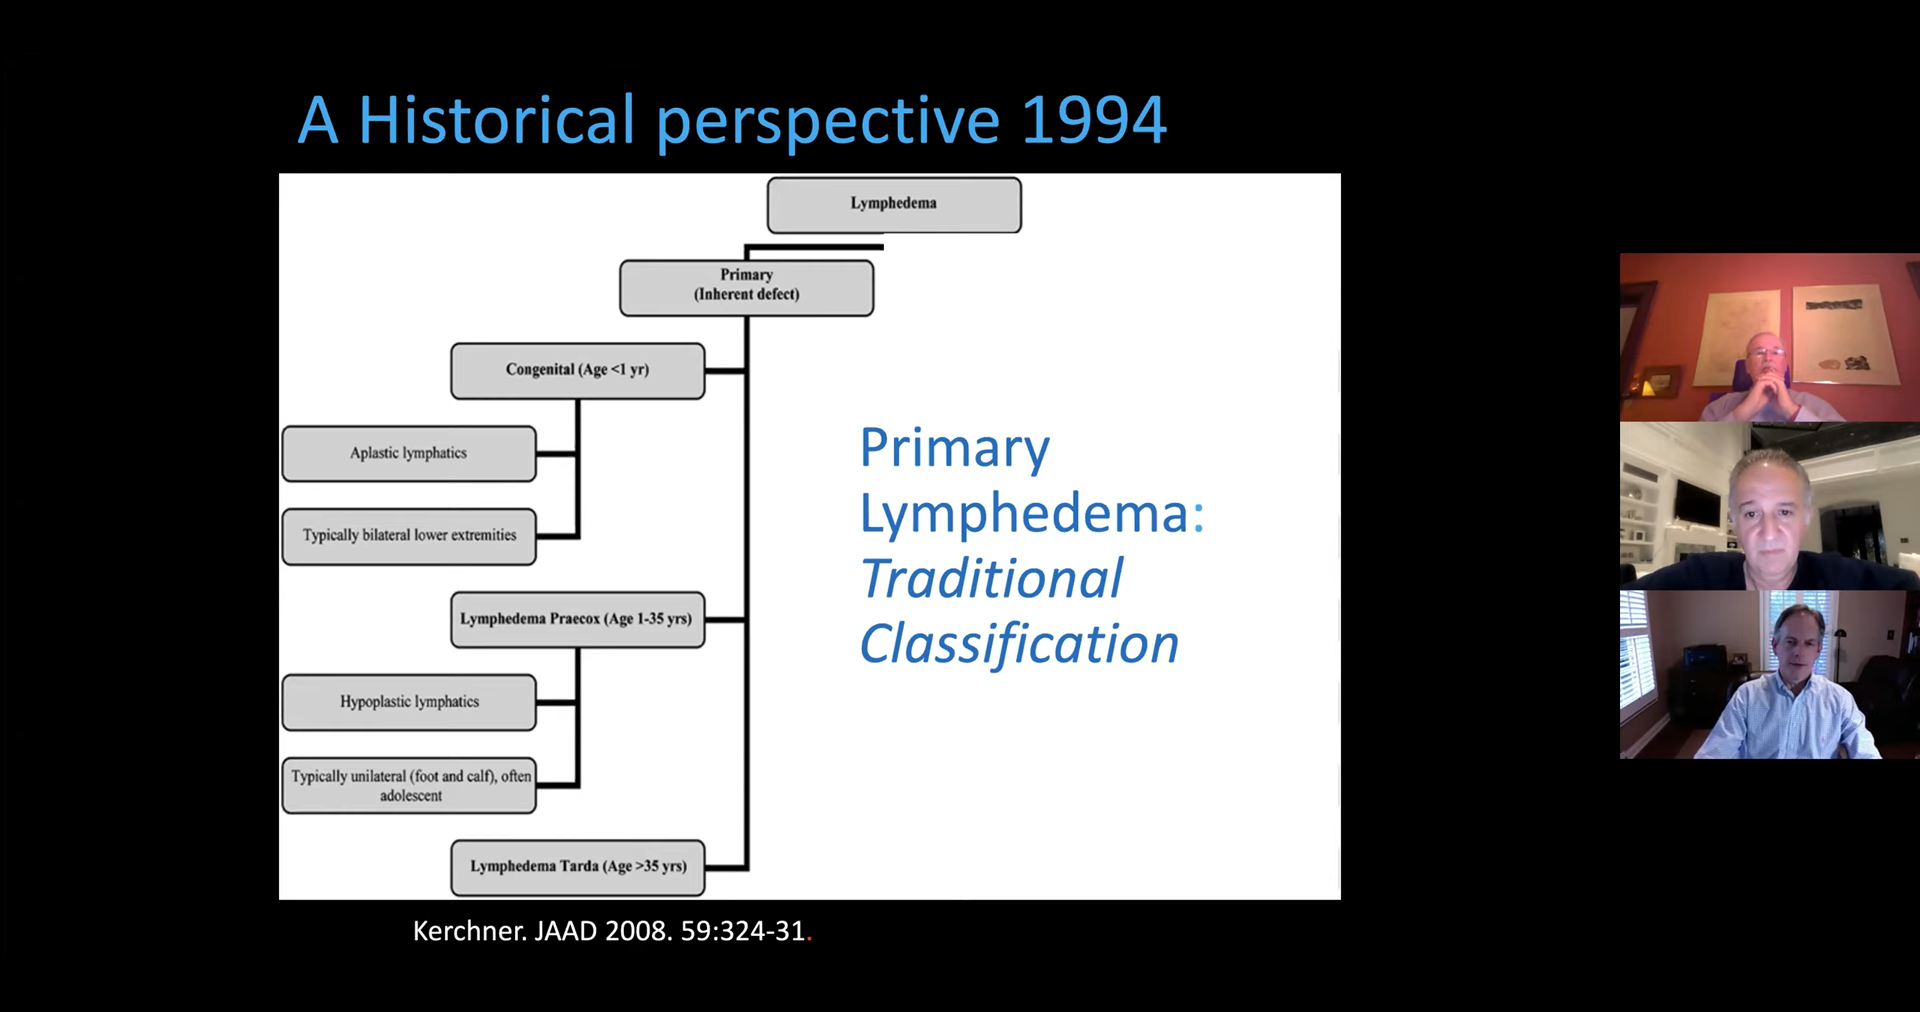 A Historical perspective 1994
Lymphedema
Primary
(Inherent defect)
Congenital (Age <1 yr)
Aplastic lymphatics
Typically bilateral lower extremities
Lymphedema Praecox (Age 1-35 yrs)
Hypoplastic lymphatics
Typically unilateral (foot and calf), often
adolescent
Lymphedema Tarda (Age >35 yrs)
Primary
Lymphedema:
Traditional
Classification
Kerchner. JAAD 2008. 59:324-31.